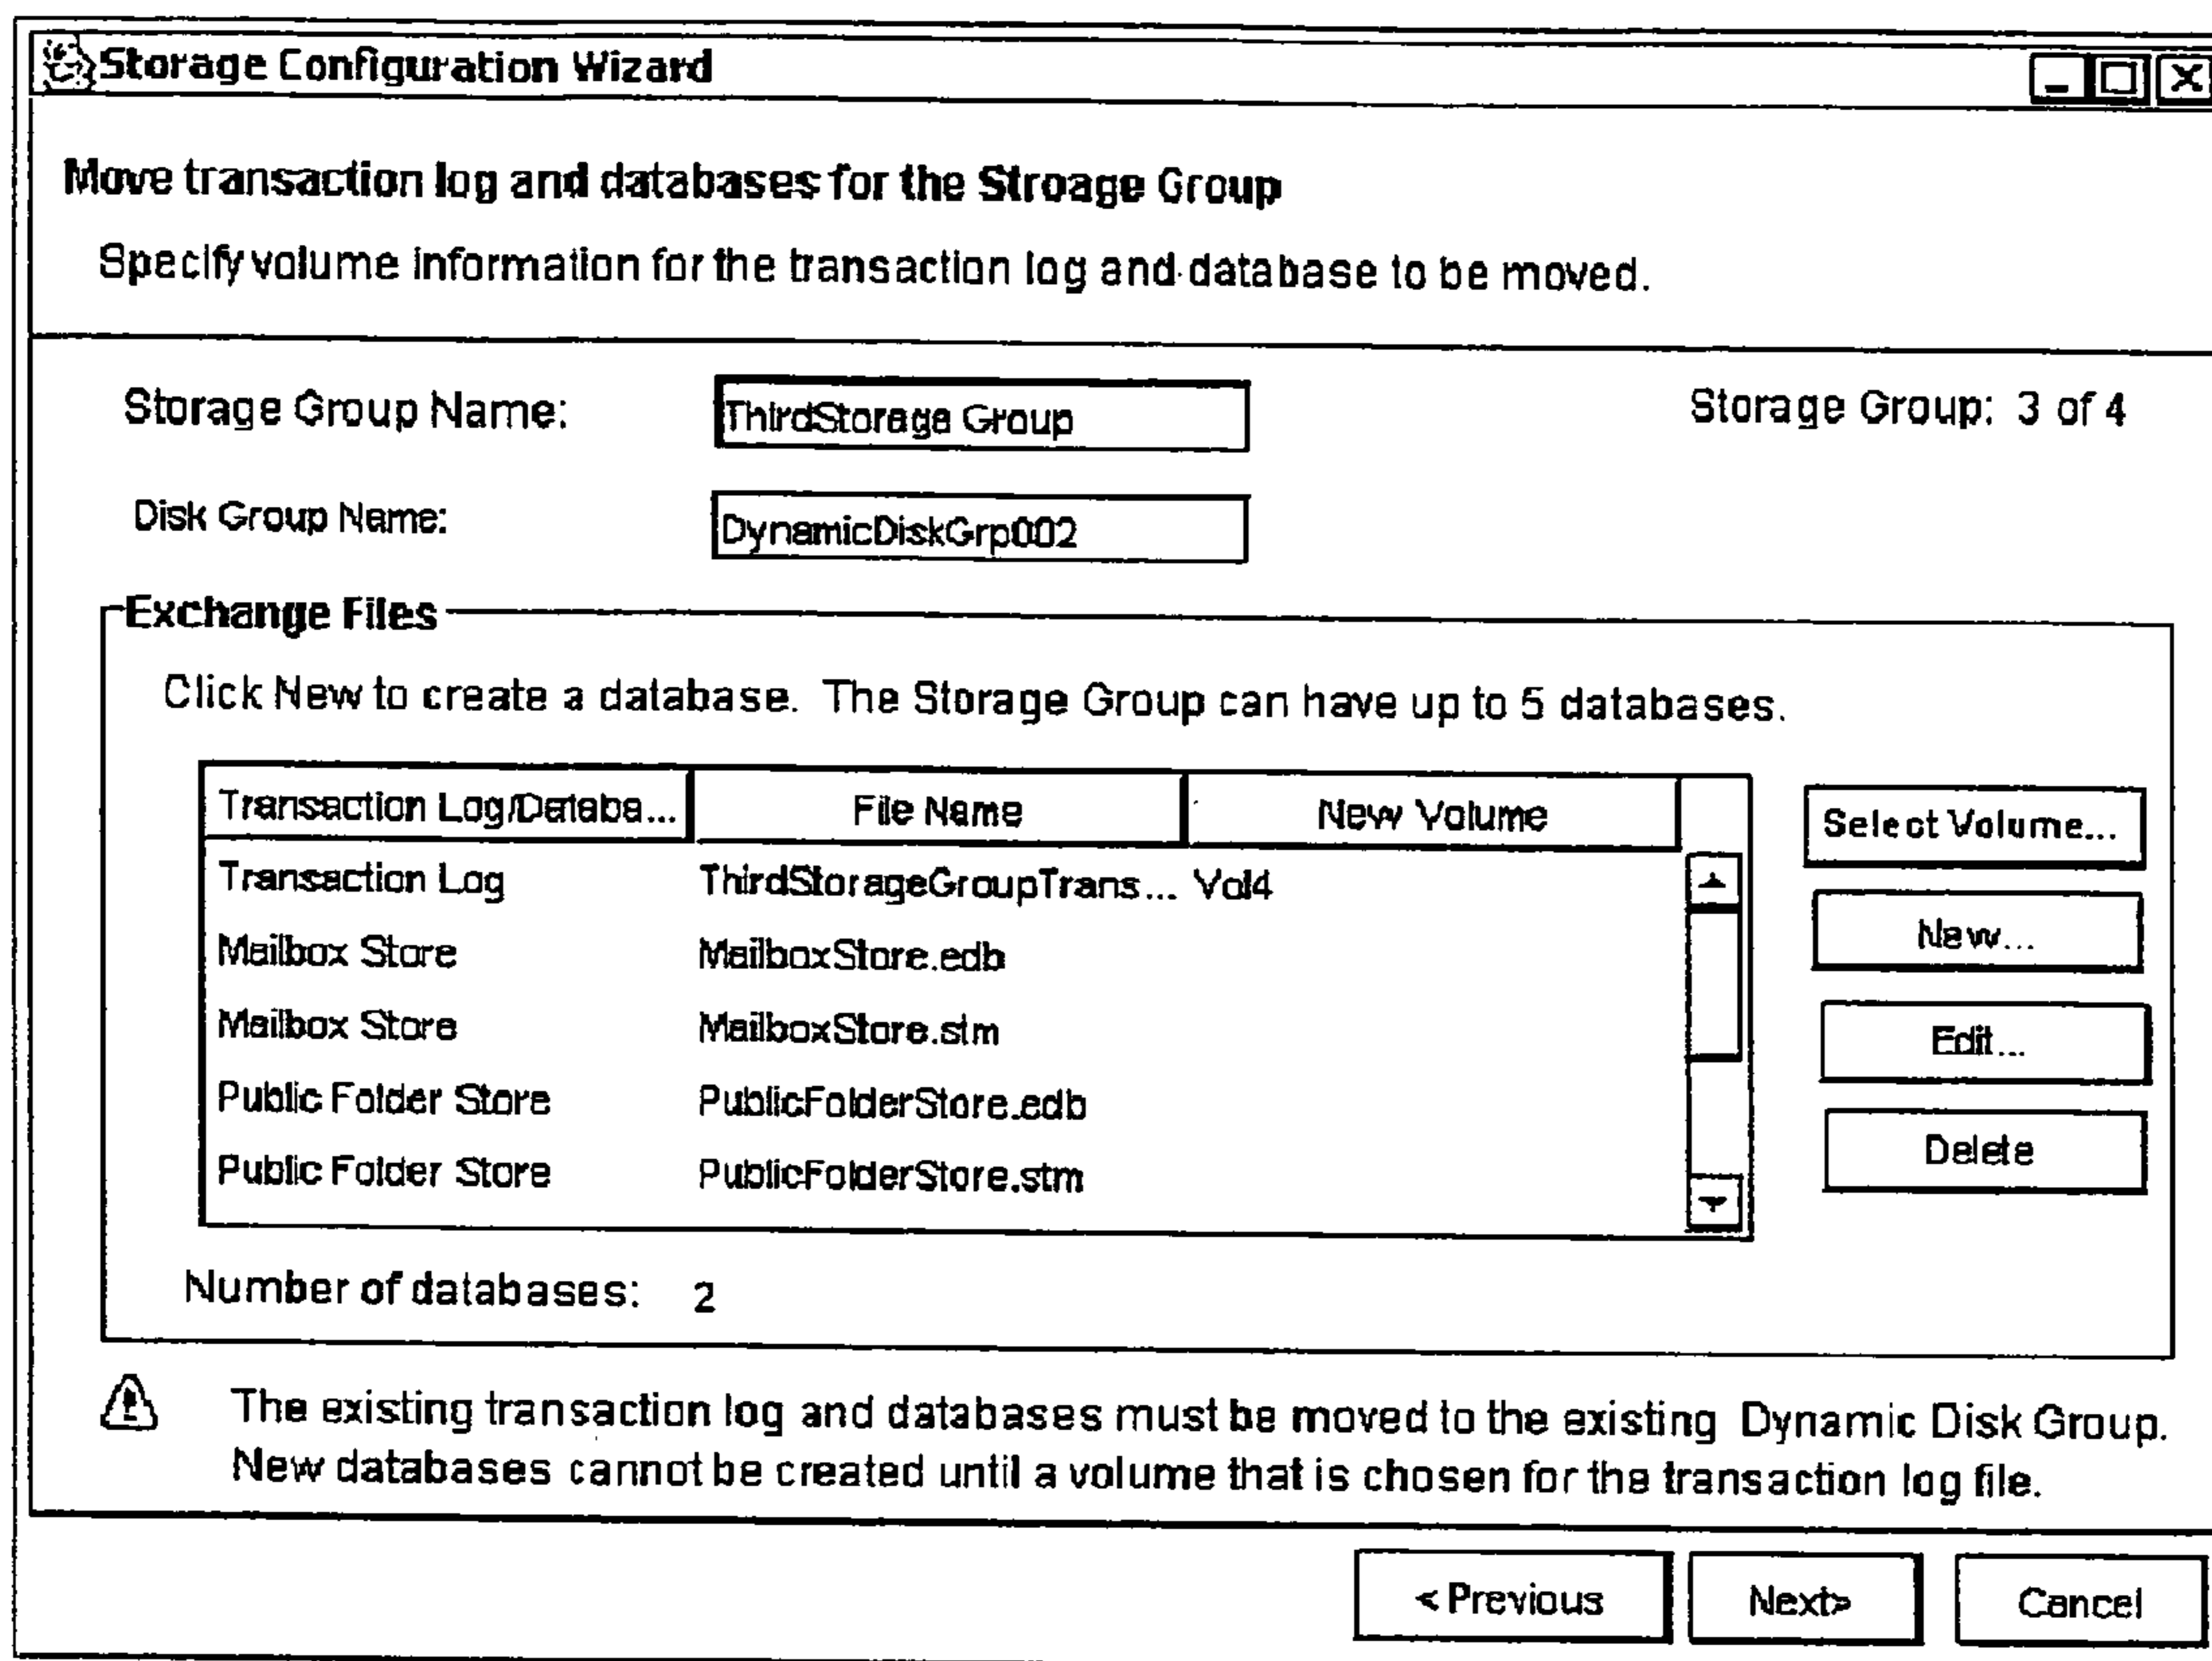 Storage Configuration Wizard
Move transaction log and databases for the Stroage Group
Specify volume information for the transaction log and database to be moved.
Storage Group Name: ThirdStorage Group Storage Group: 3 of 4
Disk Group Name: DynamicDiskGrp002
Exchange Files
Click New to create a database. The Storage Group can have up to 5 databases.
Transaction Log/Databa... File Name New Volume Select Volume...
Transaction Log ThirdStorageGroupTrans... Vol4
New...
Mailbox Store MailboxStore.edb
Mailbox Store MailboxStore.stm Edit...
Public Folder Store PublicFolderStore.edb
Delete
Public Folder Store PublicFolderStore.stm
Number of databases: 2
The existing transaction log and databases must be moved to the existing Dynamic Disk Group.
New databases cannot be created until a volume that is chosen for the transaction log file.
< Previous Next> Cancel